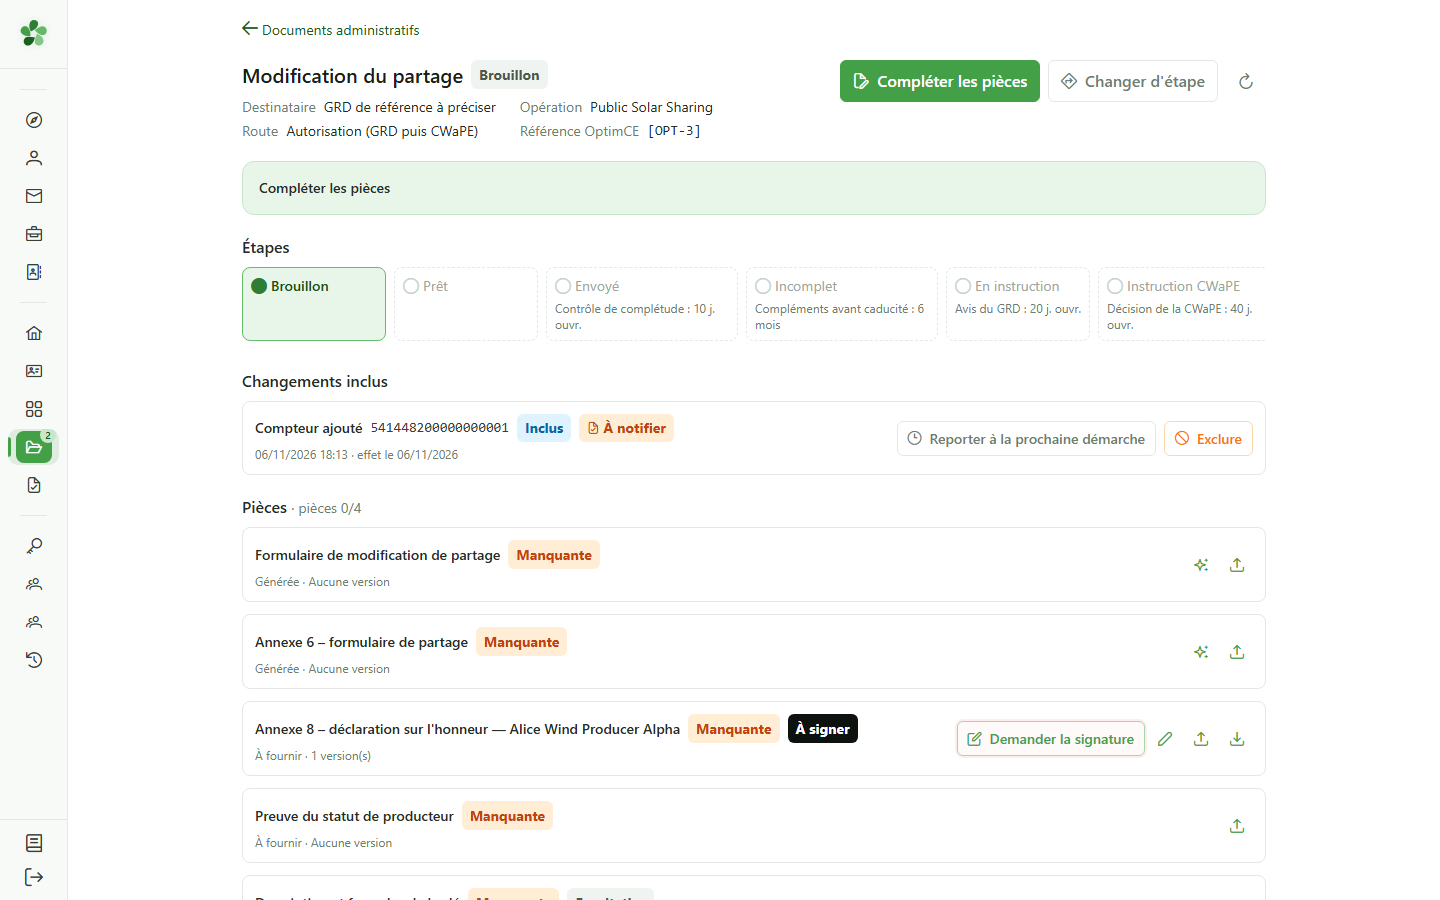 Documents administratifs
Modification du partage Brouillon
Compléter les pièces
Changer d'étape
Destinataire GRD de référence à préciser Opération Public Solar Sharing
Route Autorisation (GRD puis CWaPE) Référence OptimCE [OPT-3]
Compléter les pièces
Étapes
Brouillon
Prêt
Envoyé
Contrôle de complétude : 10 j.
ouvr.
Incomplet
Compléments avant caducité : 6
mois
En instruction
Avis du GRD : 20 j. ouvr.
Instruction CWaPE
Décision de la CWaPE : 40 j.
ouvr.
2
Changements inclus
Compteur ajouté 541448200000000001 Inclus À notifier
06/11/2026 18:13 · effet le 06/11/2026
Reporter à la prochaine démarche
Exclure
Pièces · pièces 0/4
Formulaire de modification de partage Manquante
Générée · Aucune version
Annexe 6 – formulaire de partage Manquante
Générée · Aucune version
Annexe 8 – déclaration sur l'honneur — Alice Wind Producer Alpha Manquante À signer
À fournir · 1 version(s)
Demander la signature
Preuve du statut de producteur Manquante
À fournir · Aucune version